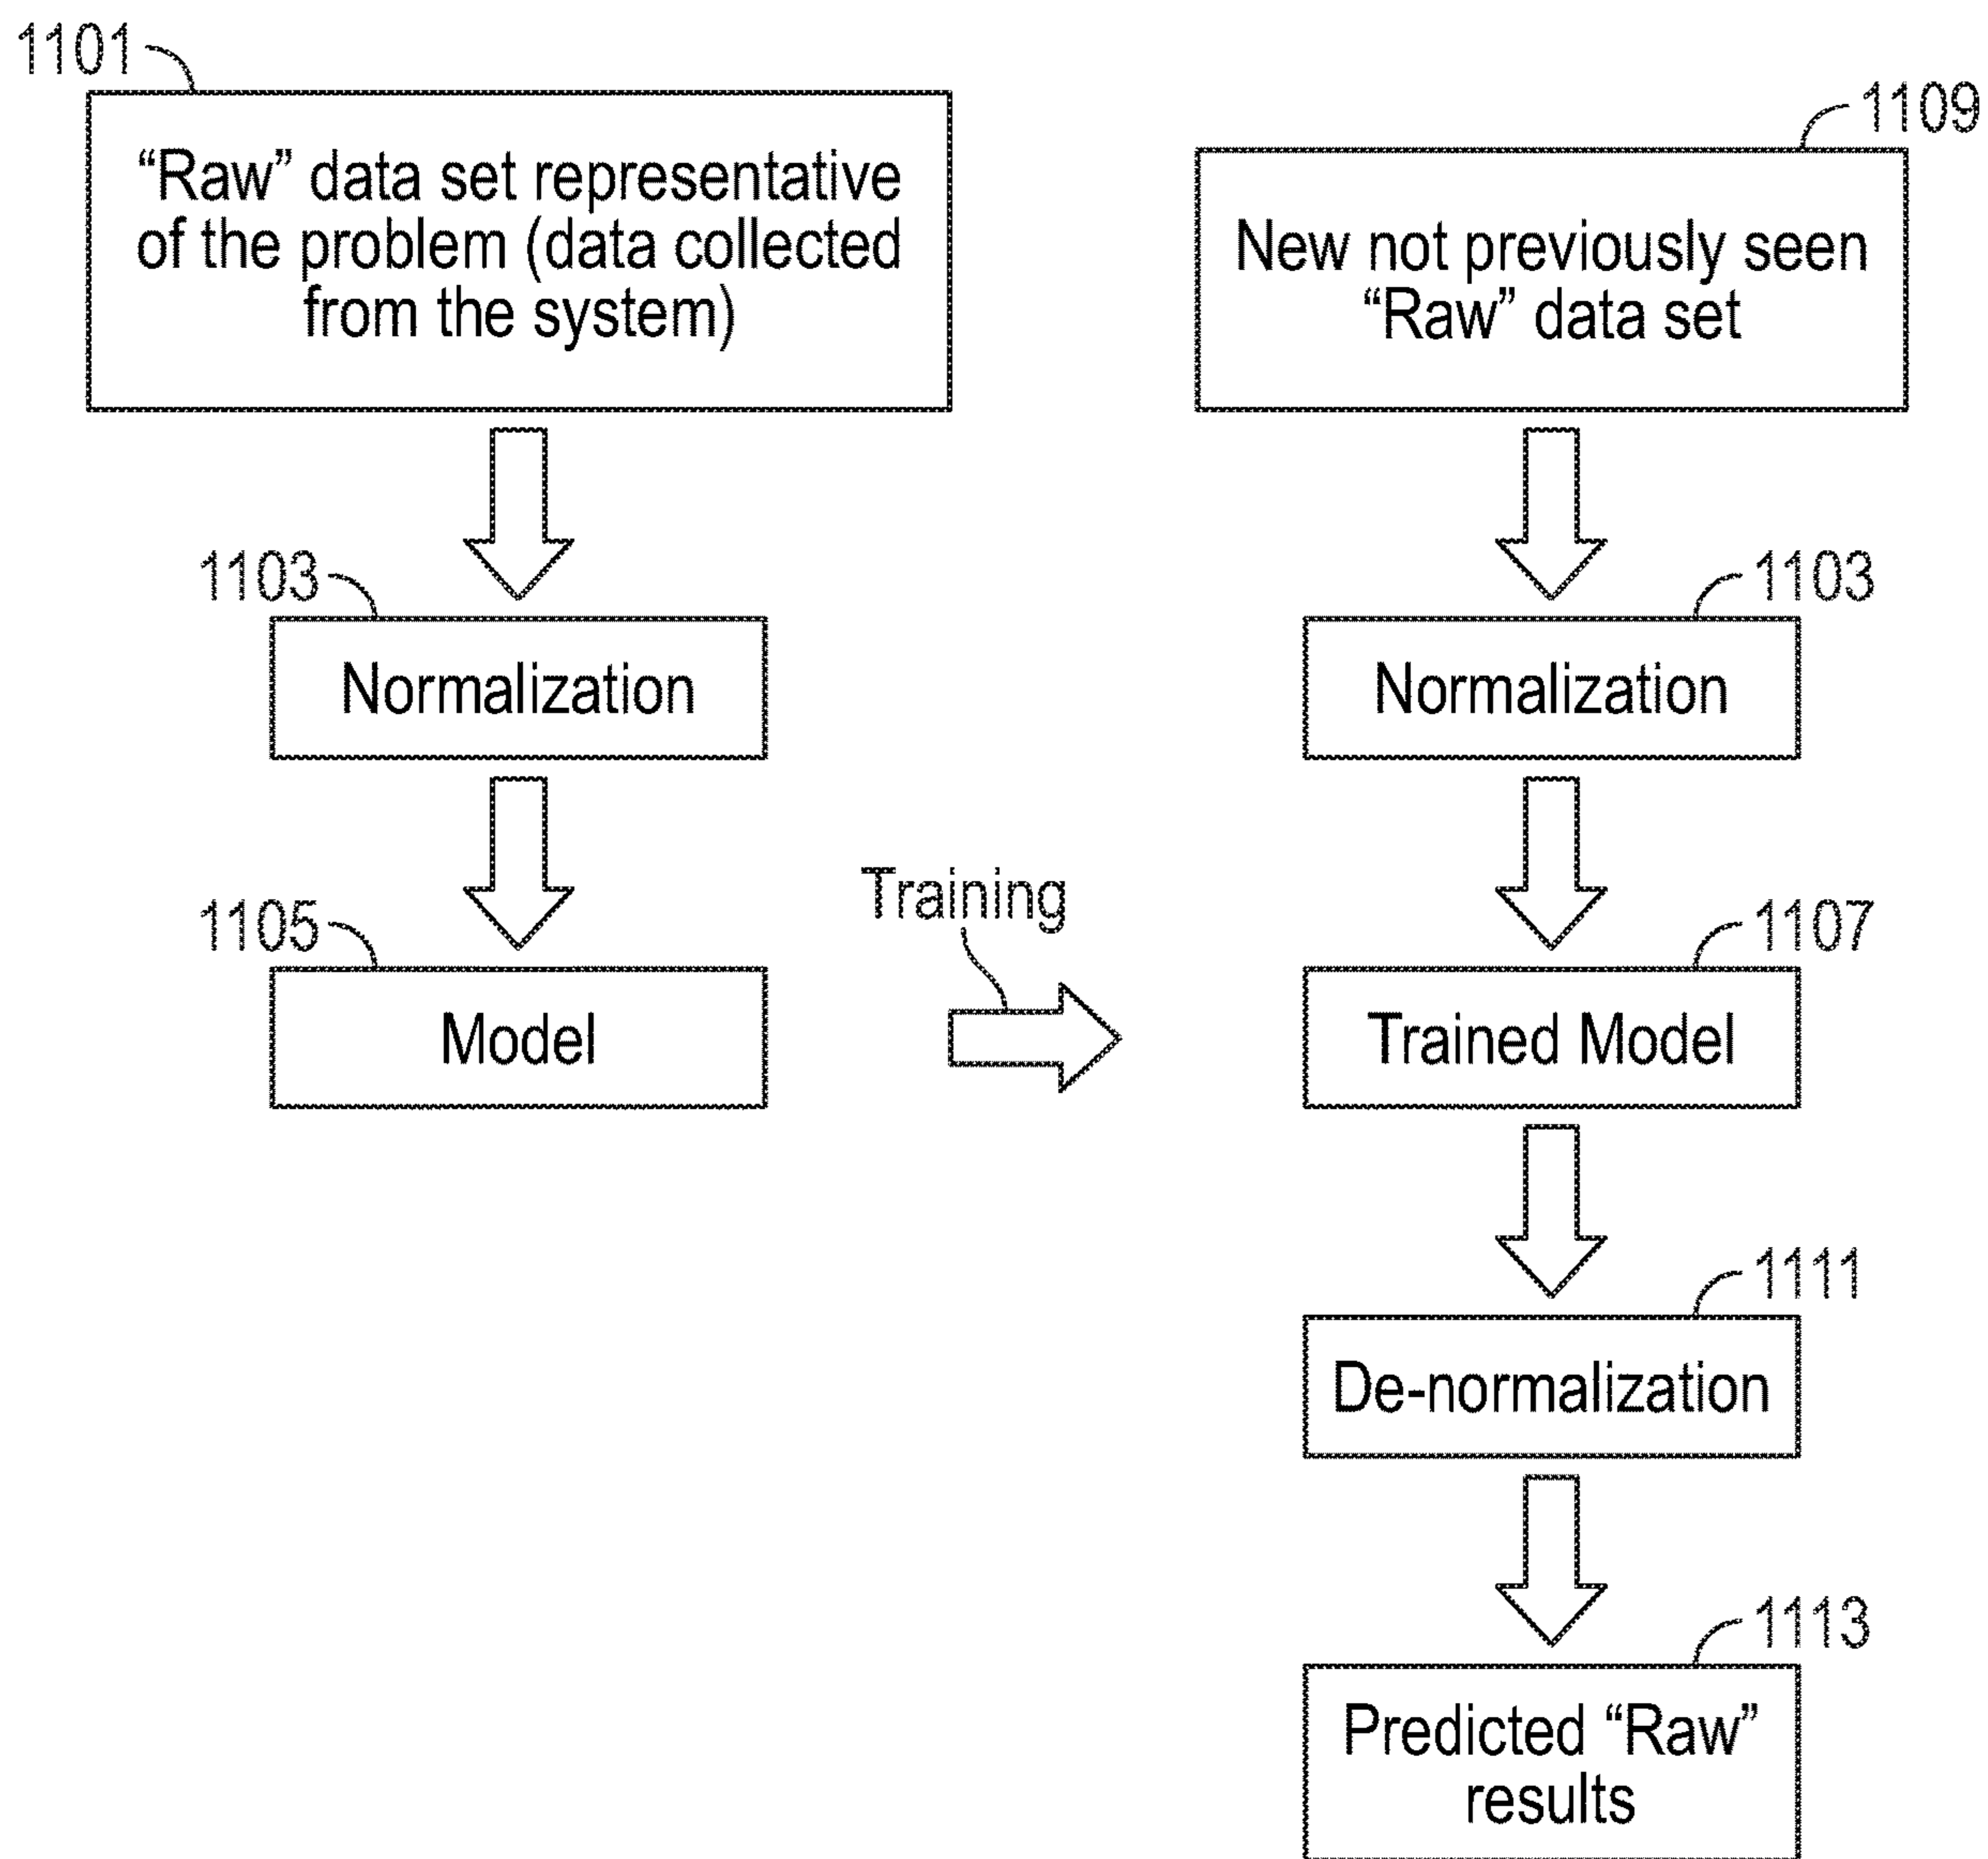 1101
“Raw” data set representative
of the problem (data collected
from the system)
1103
Normalization
1105
Model
Training
1109
New not previously seen
“Raw” data set
1103
Normalization
1107
Trained Model
1111
De-normalization
1113
Predicted “Raw”
results